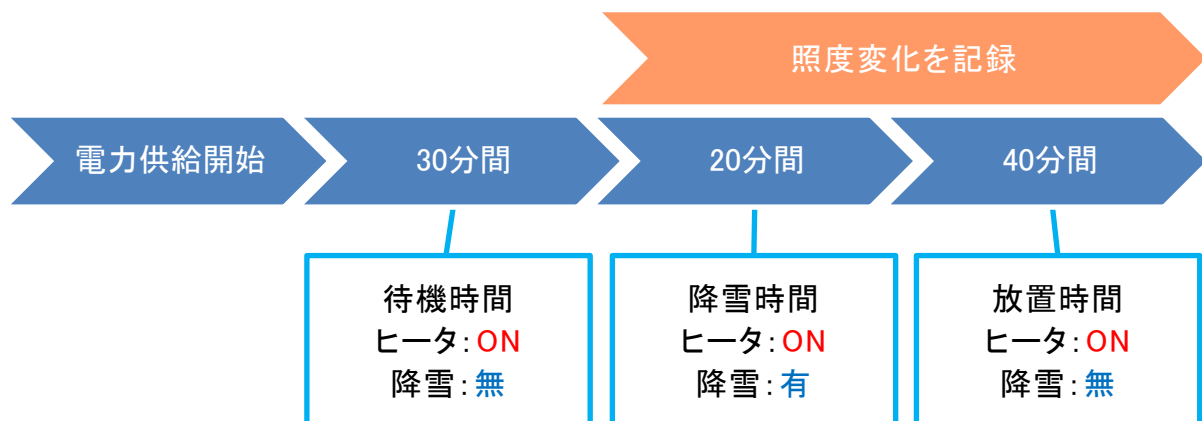 照度変化を記録
電力供給開始
30分間
20分間
40分間
待機時間
ヒータ:ON
降雪:無
降雪時間
ヒータ:ON
降雪:有
放置時間
ヒータ:ON
降雪:無